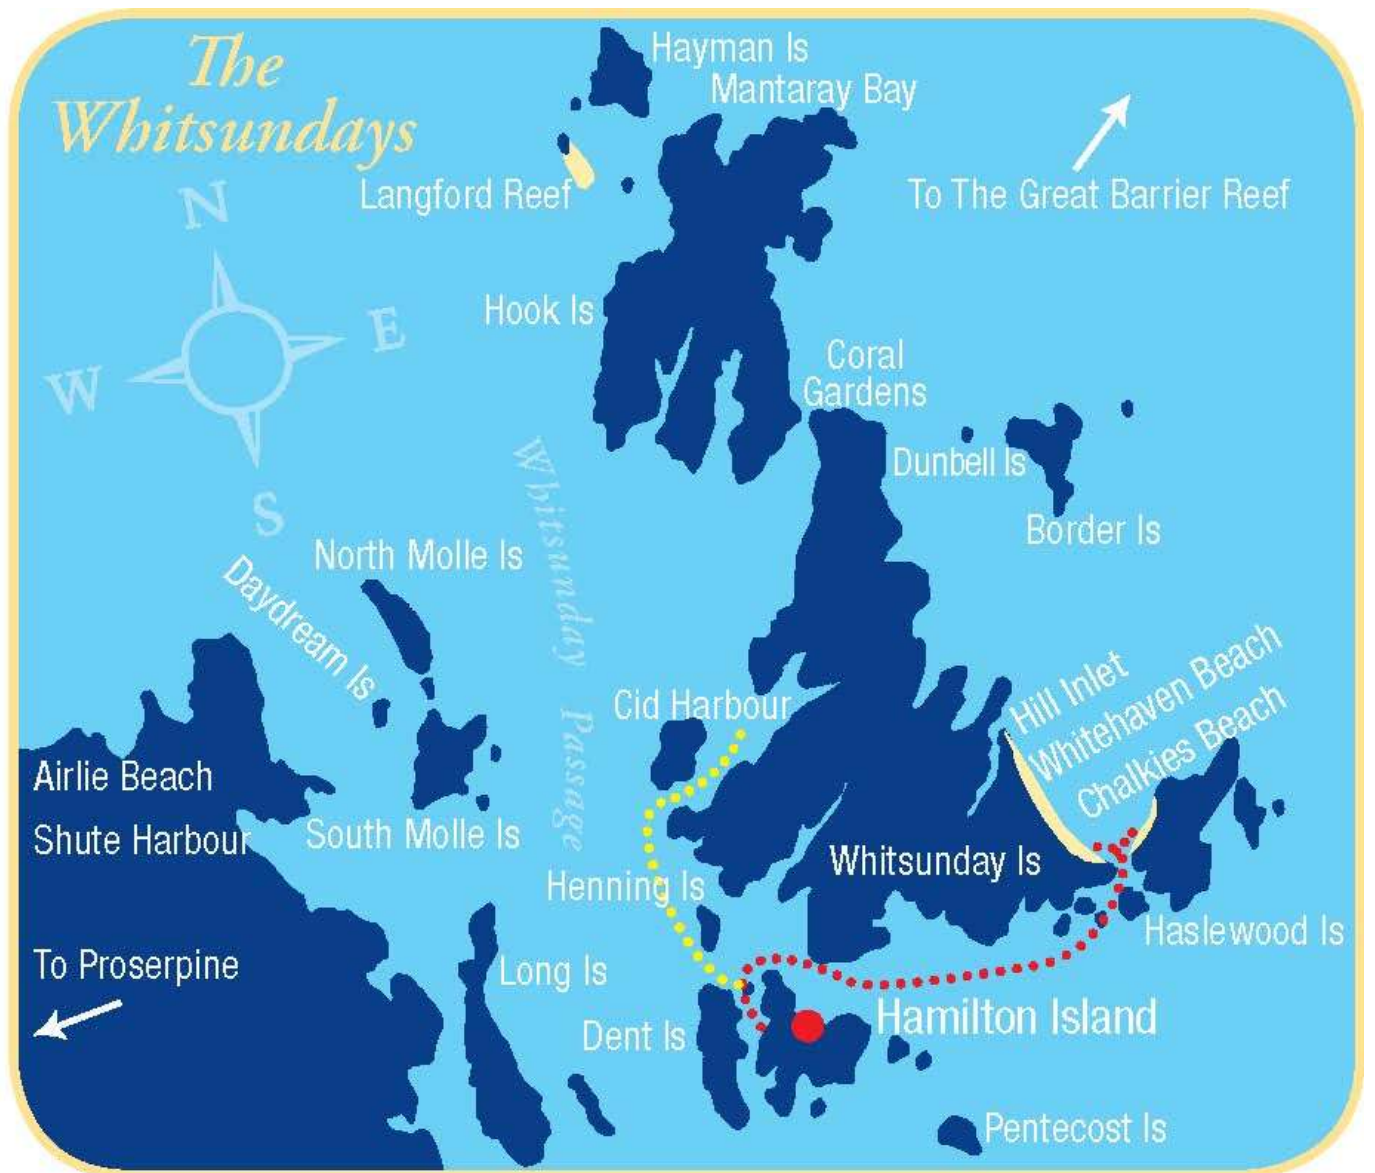 The
Whitsundays
Hayman Is
Mantaray Bay
Langford Reef
To The Great Barrier Reef
N
E
W
S
Hook Is
Coral
Gardens
Dunbell Is
Border Is
Whitsunday Passage
North Molle Is
Daydream Is
Cid Harbour
Hill Inlet
Whitehaven Beach
Chalkies Beach
Airlie Beach
Shute Harbour
South Molle Is
Whitsunday Is
Henning Is
Haslewood Is
To Proserpine
Long Is
Dent Is
Hamilton Island
Pentecost Is